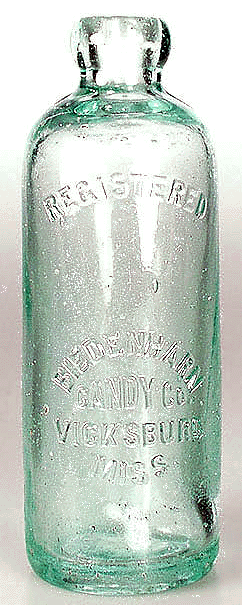 REGISTERED
BIEDENHARN
CANDY CO
VICKSBURG
MISS